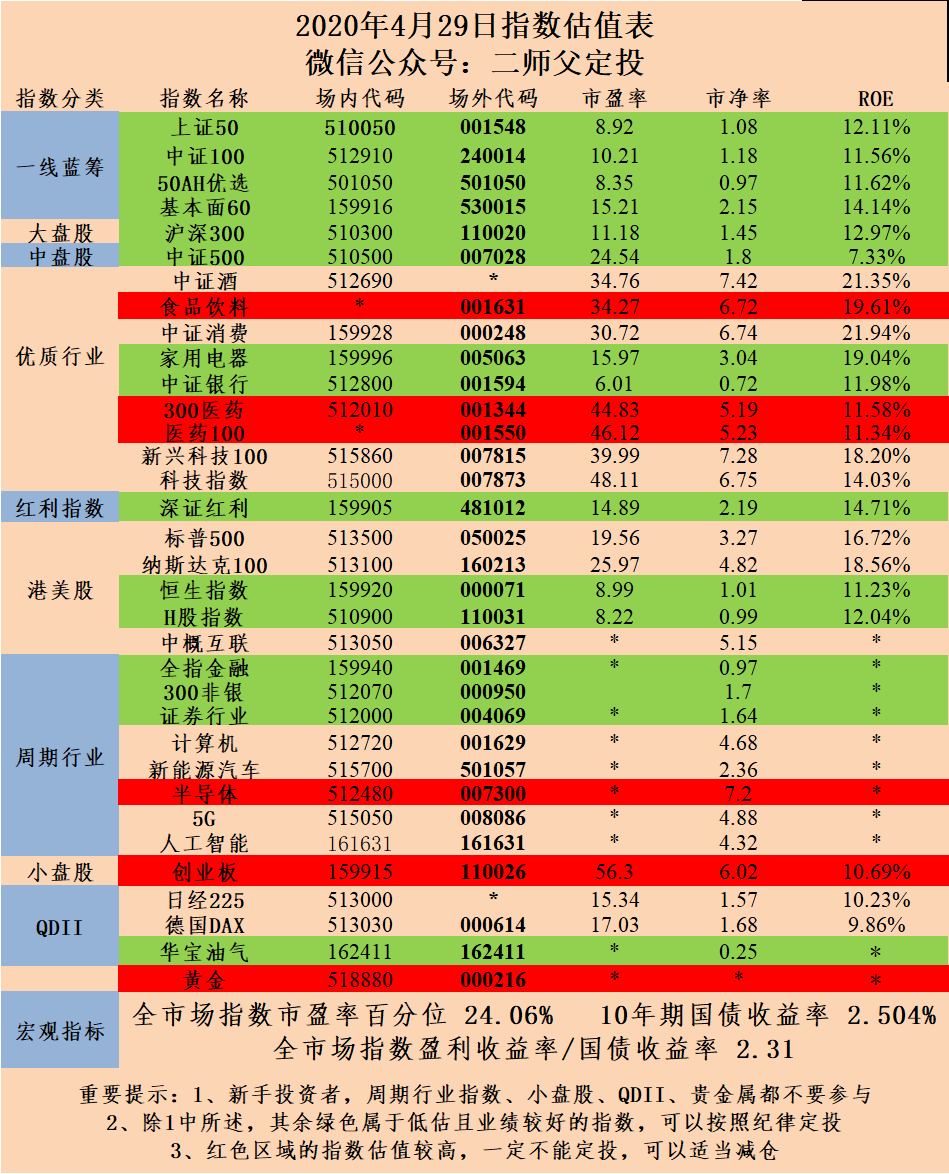 2020年4月29日指数估值表
微信公众号：二师父定投
指数分类 指数名称 场内代码 场外代码 市盈率 市净率 ROE
一线蓝筹 上证50 510050 001548 8.92 1.08 12.11%
中证100 512910 240014 10.21 1.18 11.56%
50AH优选 501050 501050 8.35 0.97 11.62%
基本面60 159916 530015 15.21 2.15 14.14%
大盘股 沪深300 510300 110020 11.18 1.45 12.97%
中盘股 中证500 510500 007028 24.54 1.8 7.33%
优质行业 中证酒 512690 * 34.76 7.42 21.35%
食品饮料 * 001631 34.27 6.72 19.61%
中证消费 159928 000248 30.72 6.74 21.94%
家用电器 159996 005063 15.97 3.04 19.04%
中证银行 512800 001594 6.01 0.72 11.98%
300医药 512010 001344 44.83 5.19 11.58%
医药100 * 001550 46.12 5.23 11.34%
新兴科技100 515860 007815 39.99 7.28 18.20%
科技指数 515000 007873 48.11 6.75 14.03%
红利指数 深证红利 159905 481012 14.89 2.19 14.71%
港美股 标普500 513500 050025 19.56 3.27 16.72%
纳斯达克100 513100 160213 25.97 4.82 18.56%
恒生指数 159920 000071 8.99 1.01 11.23%
H股指数 510900 110031 8.22 0.99 12.04%
中概互联 513050 006327 * 5.15 *
周期行业 全指金融 159940 001469 * 0.97 *
300非银 512070 000950 1.7 *
证券行业 512000 004069 * 1.64 *
计算机 512720 001629 * 4.68 *
新能源汽车 515700 501057 * 2.36 *
半导体 512480 007300 * 7.2 *
5G 515050 008086 * 4.88 *
人工智能 161631 161631 * 4.32 *
小盘股 创业板 159915 110026 56.3 6.02 10.69%
QDII 日经225 513000 * 15.34 1.57 10.23%
德国DAX 513030 000614 17.03 1.68 9.86%
华宝油气 162411 162411 * 0.25 *
黄金 518880 000216 * * *
宏观指标 全市场指数市盈率百分位 24.06% 10年期国债收益率 2.504%
全市场指数盈利收益率/国债收益率 2.31
重要提示：1、新手投资者，周期行业指数、小盘股、QDII、贵金属都不要参与
2、除1中所述，其余绿色属于低估且业绩较好的指数，可以按照纪律定投
3、红色区域的指数估值较高，一定不能定投，可以适当减仓